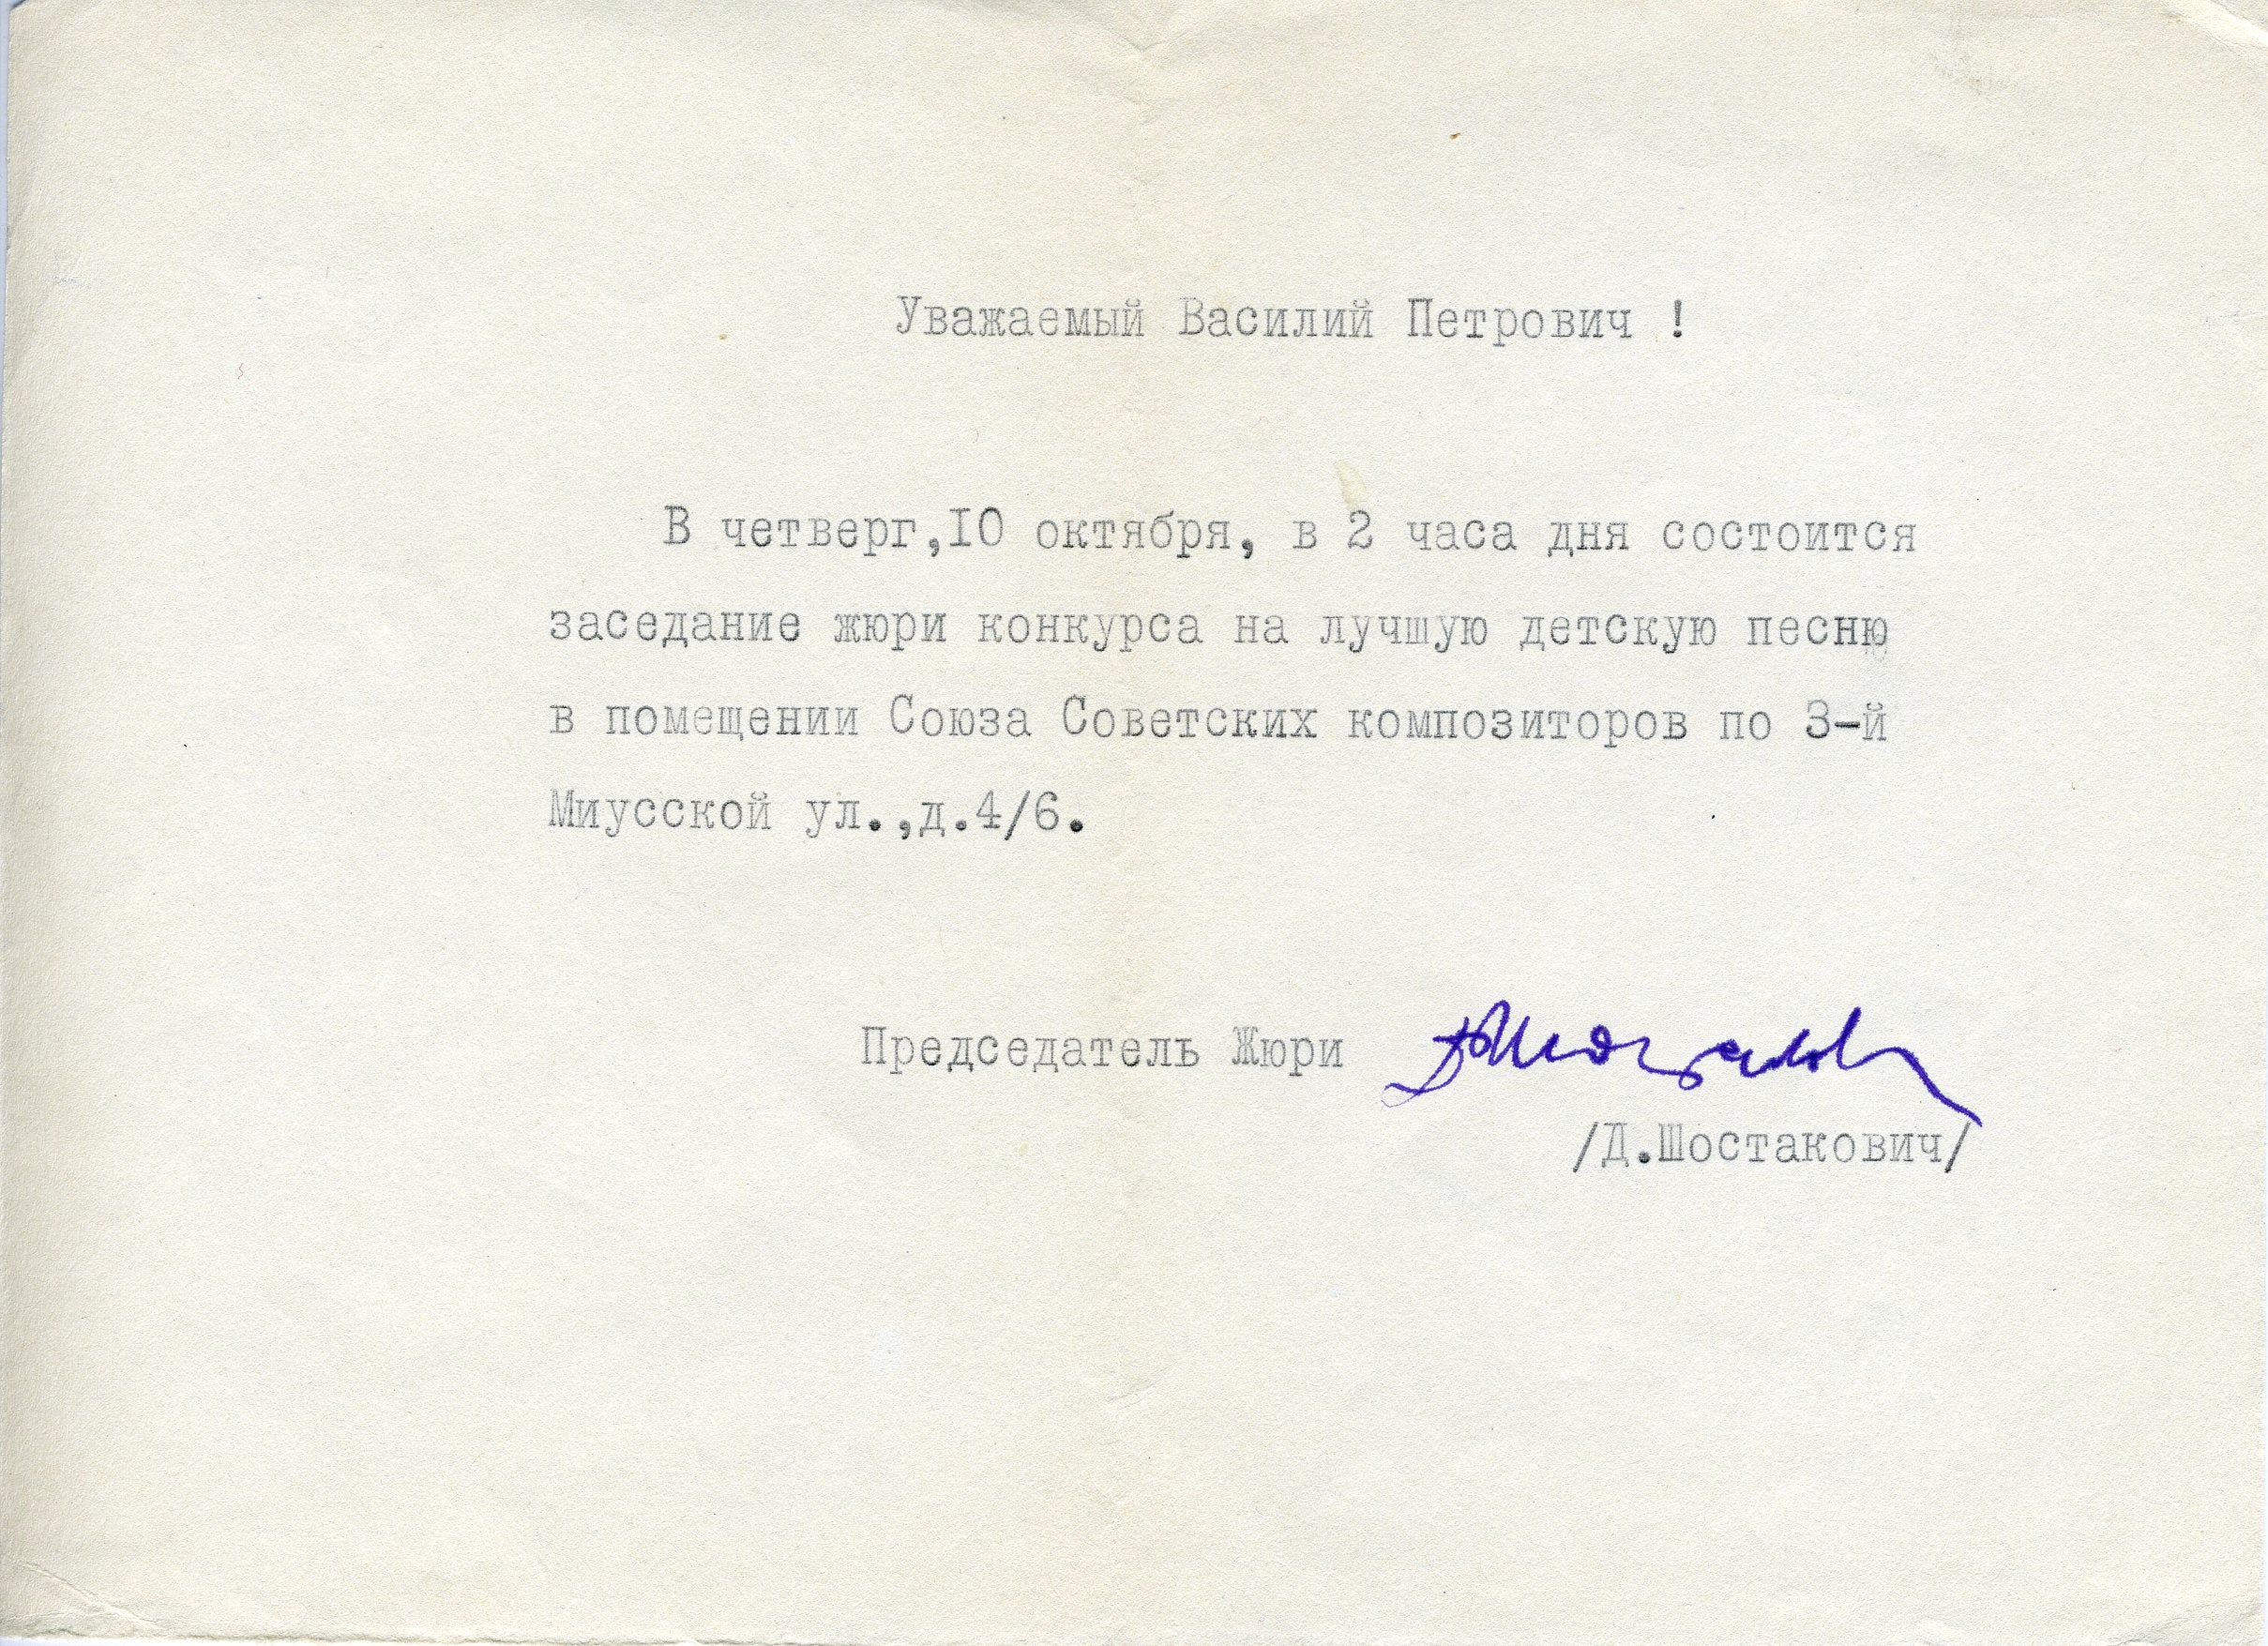 Уважаемый Василий Петрович !
В четверг,10 октября, в 2 часа дня состоится
заседание жюри конкурса на лучшую детскую песню
в помещении Союза Советских композиторов по 3-й
Миусской ул.,д.4/6.
Председатель Жюри
/Д.Шостакович/